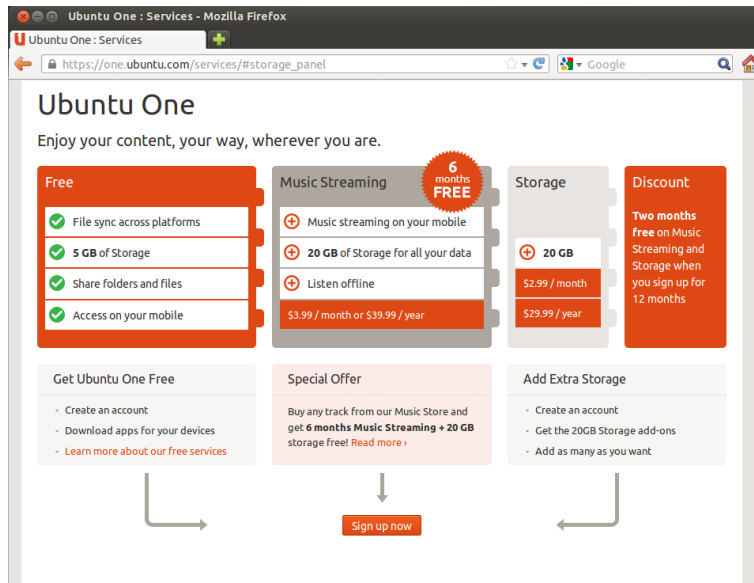 Ubuntu One : Services - Mozilla Firefox
Ubuntu One : Services
https://one.ubuntu.com/services/#storage_panel
Google
Ubuntu One
Enjoy your content, your way, wherever you are.
Free
File sync across platforms
5 GB of Storage
Share folders and files
Access on your mobile
Music Streaming
6
months
FREE
Music streaming on your mobile
20 GB of Storage for all your data
Listen offline
$3.99 / month or $39.99 / year
Storage
20 GB
$2.99 / month
$29.99 / year
Discount
Two months
free on Music
Streaming and
Storage when
you sign up for
12 months
Get Ubuntu One Free
- Create an account
- Download apps for your devices
- Learn more about our free services
Special Offer
Buy any track from our Music Store and
get 6 months Music Streaming + 20 GB
storage free! Read more ›
Add Extra Storage
- Create an account
- Get the 20GB Storage add-ons
- Add as many as you want
Sign up now